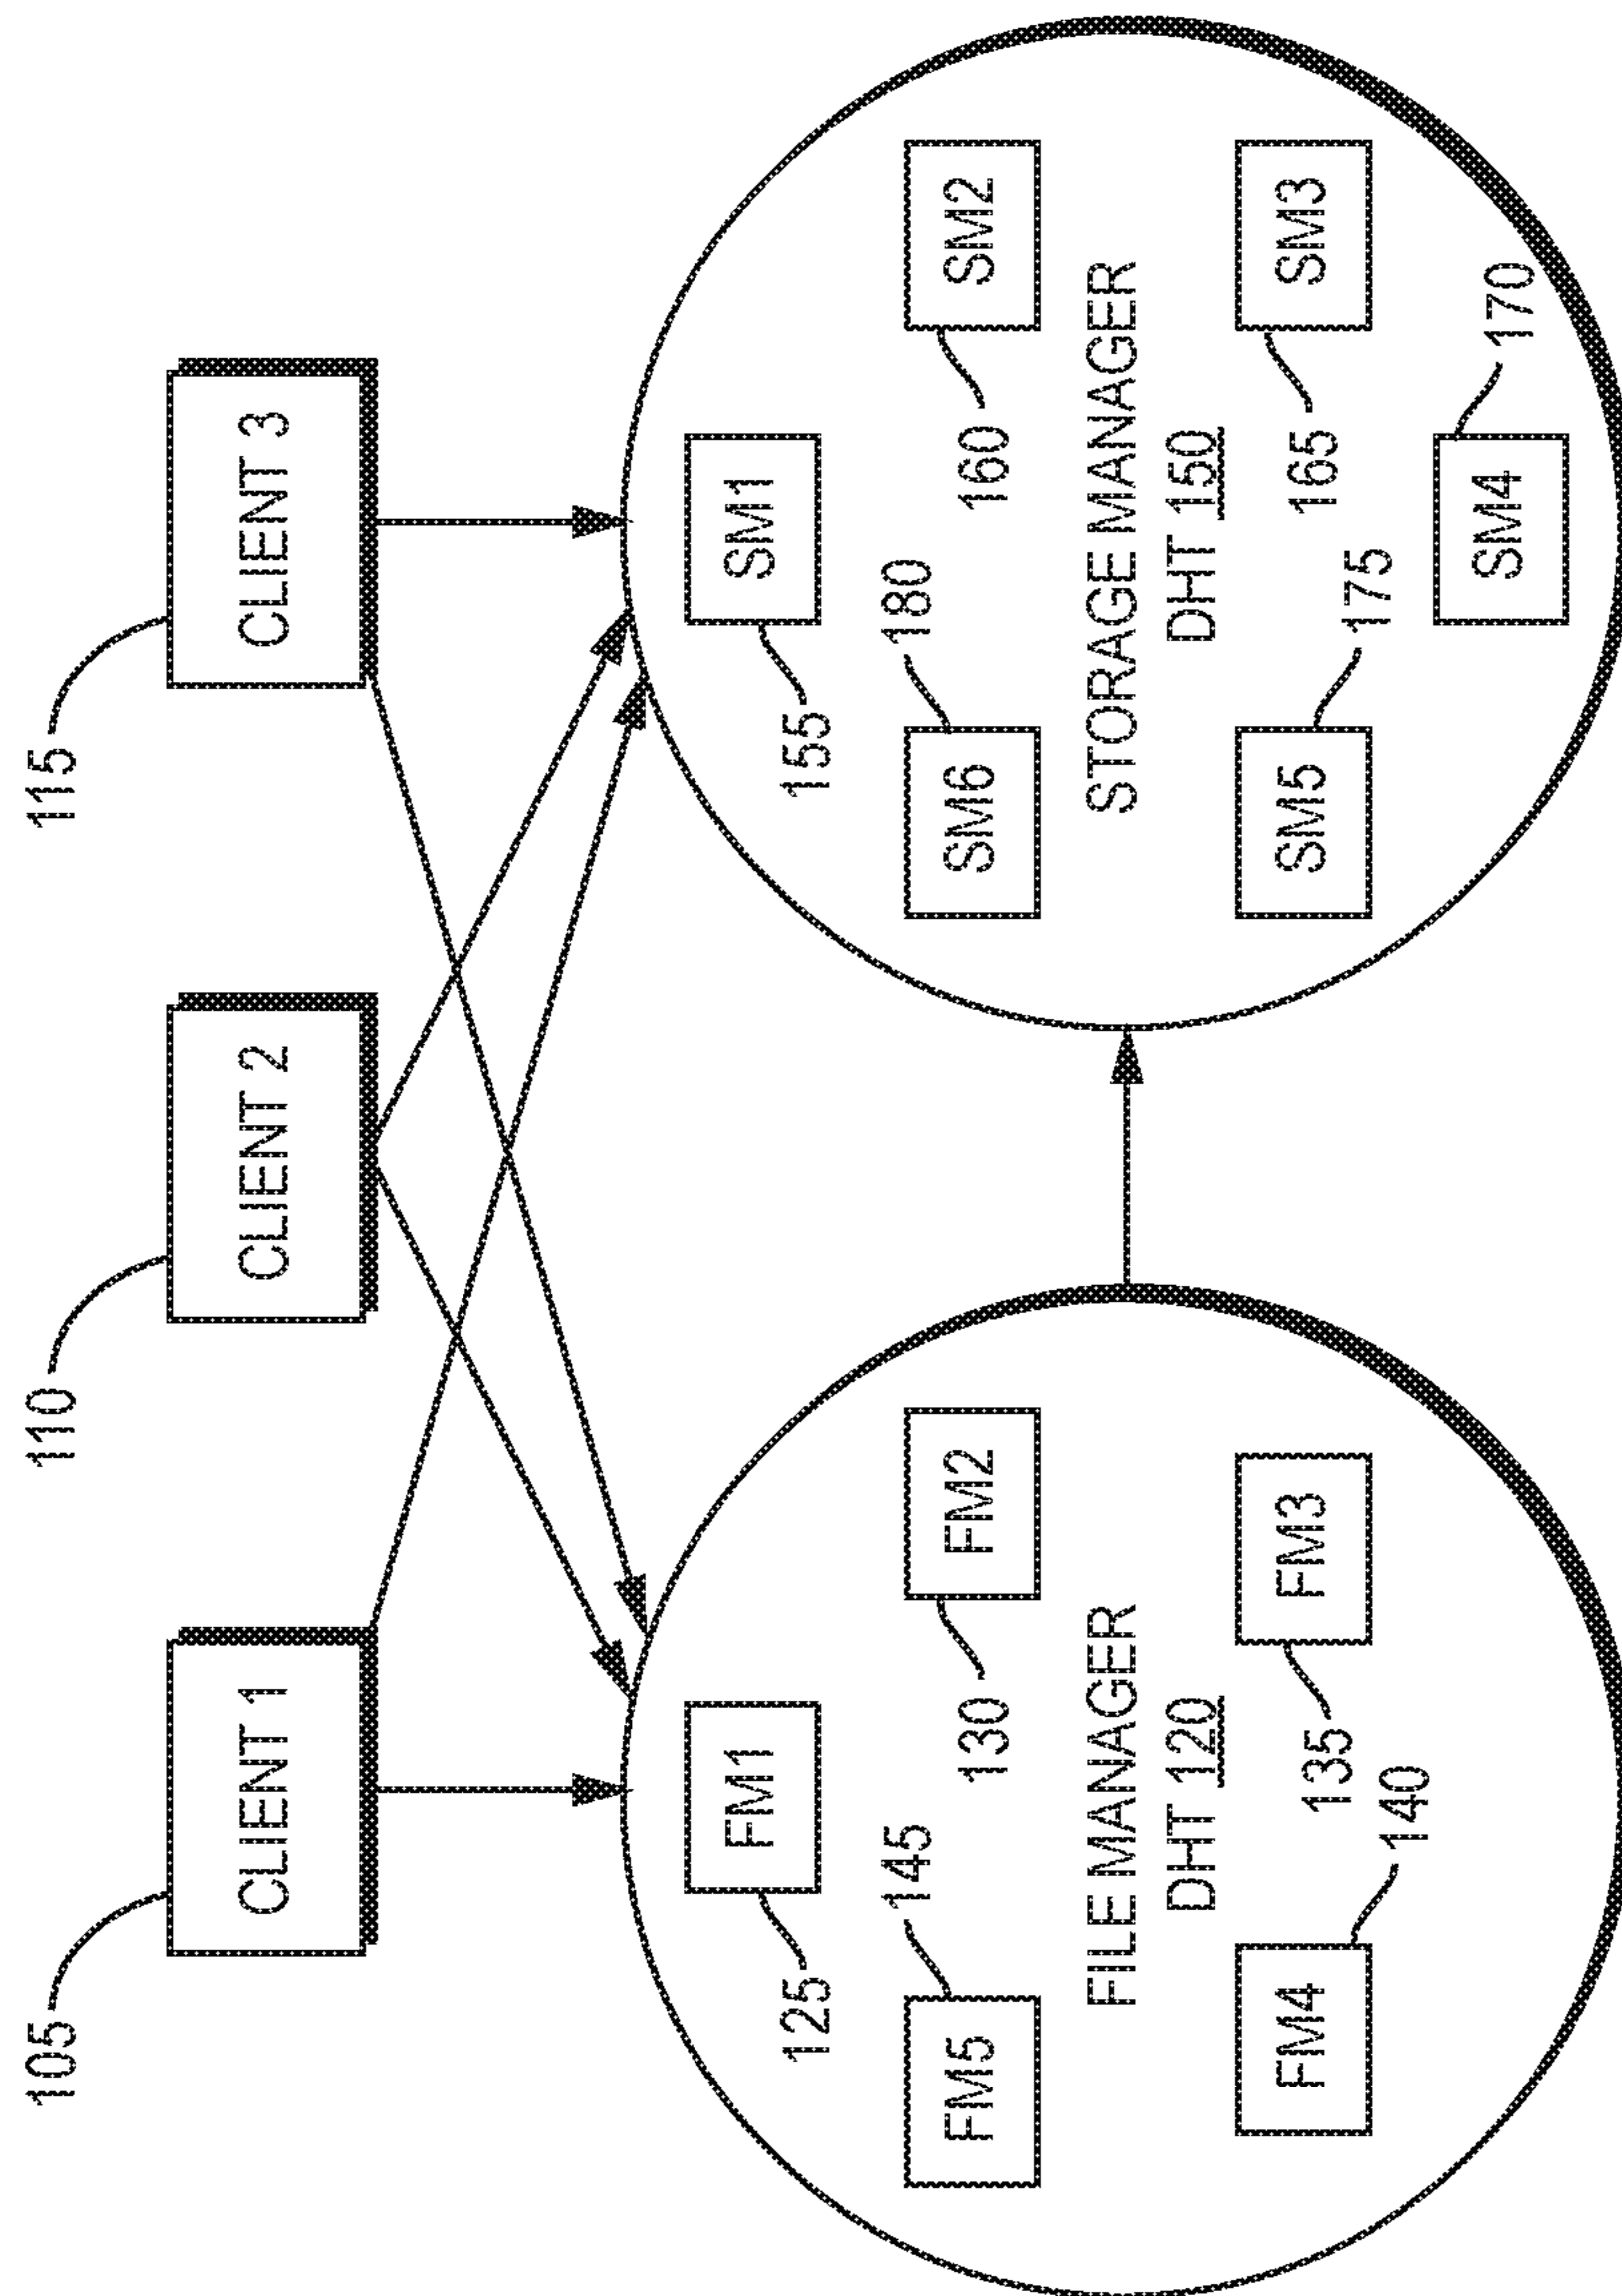 105
110
115
CLIENT 1
CLIENT 2
CLIENT 3
FM1
125
145
FM5
FM2
130
FILE MANAGER
DHT 120
FM4
140
135
FM3
SM1
155
180
SM6
SM2
160
STORAGE MANAGER
DHT 150
SM5
175
165
SM3
170
SM4